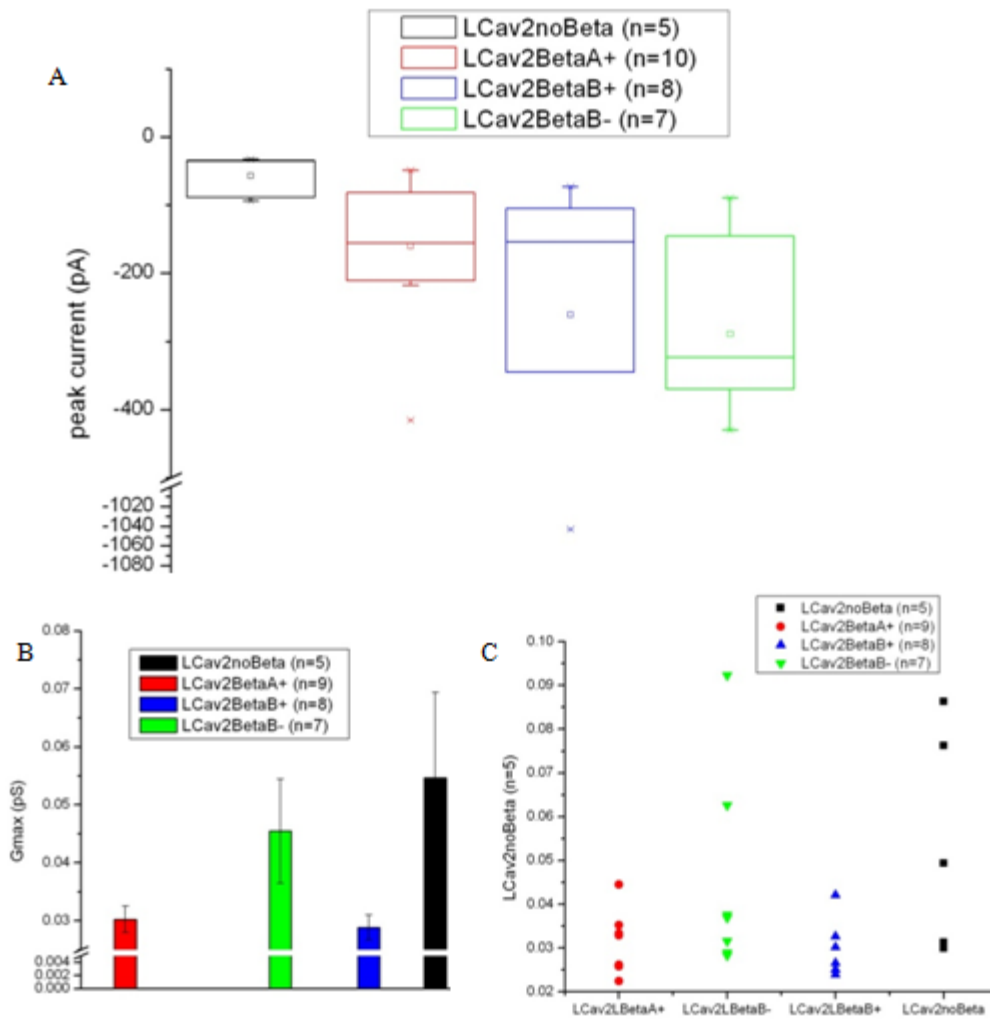 A
LCav2noBeta (n=5)
LCav2BetaA+ (n=10)
LCav2BetaB+ (n=8)
LCav2BetaB- (n=7)
peak current (pA)
0
-200
-400
-1020
-1040
-1060
-1080
B
LCav2noBeta (n=5)
LCav2BetaA+ (n=9)
LCav2BetaB+ (n=8)
LCav2BetaB- (n=7)
Gmax (pS)
0.08
0.07
0.06
0.05
0.04
0.03
0.004
0.002
0.000
C
LCav2noBeta (n=5)
LCav2BetaA+ (n=9)
LCav2BetaB+ (n=8)
LCav2BetaB- (n=7)
LCav2noBeta (n=5)
0.10
0.09
0.08
0.07
0.06
0.05
0.04
0.03
0.02
LCav2LBetaA+ LCav2LBetaB- LCav2LBetaB+ LCav2noBeta